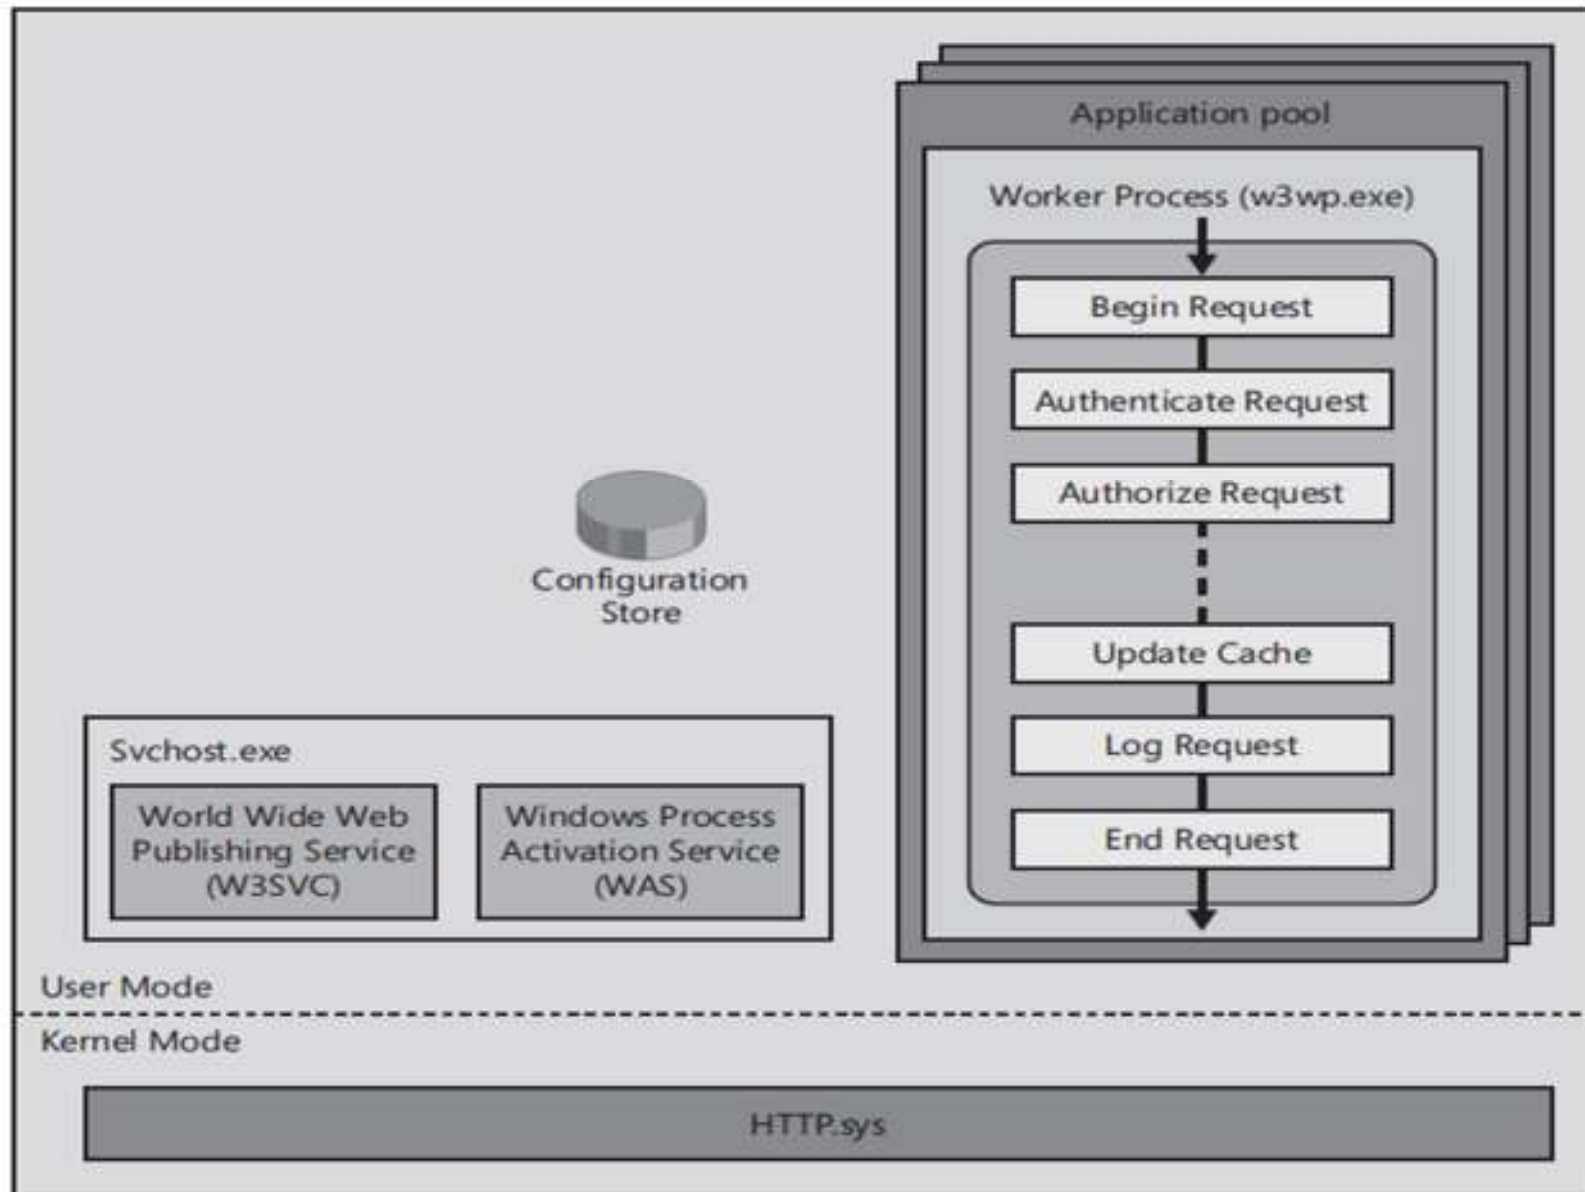 Application pool
Worker Process (w3wp.exe)
Begin Request
Authenticate Request
Authorize Request
Update Cache
Log Request
End Request
Configuration
Store
Svchost.exe
World Wide Web
Publishing Service
(W3SVC)
Windows Process
Activation Service
(WAS)
User Mode
Kernel Mode
HTTP.sys